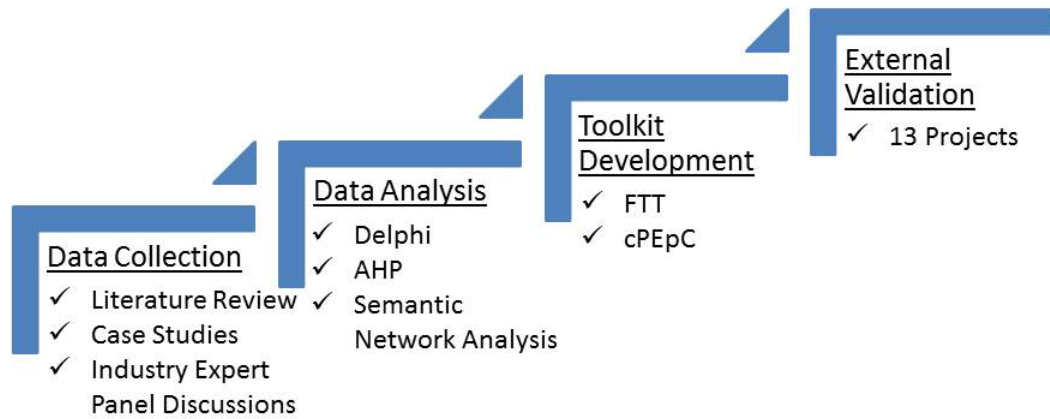 Data Collection
✓ Literature Review
✓ Case Studies
✓ Industry Expert
Panel Discussions
Data Analysis
✓ Delphi
✓ AHP
✓ Semantic
Network Analysis
Toolkit
Development
✓ FTT
✓ cPEpC
External
Validation
✓ 13 Projects